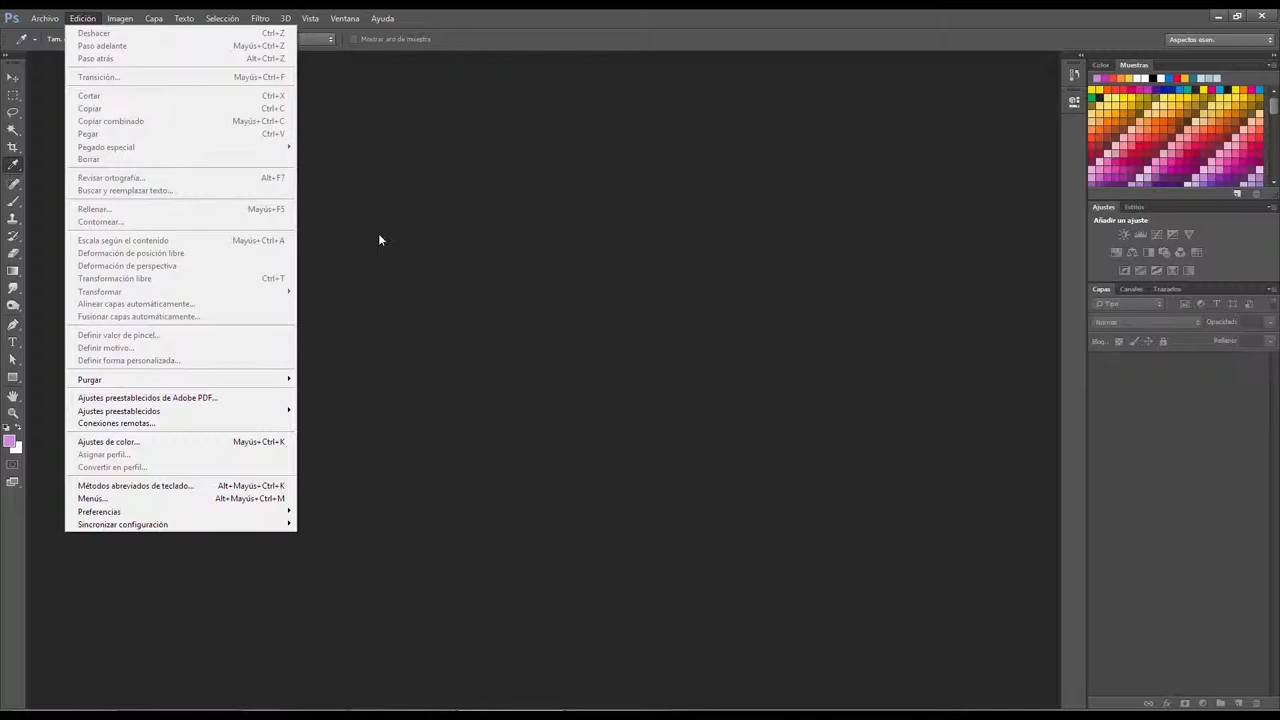 Ps Archivo Edición Imagen Capa Texto Selección Filtro 3D Vista Ventana Ayuda
Tam. Mostrar aro de muestra Aspectos esen.
Deshacer Ctrl+Z
Paso adelante Mayús+Ctrl+Z
Paso atrás Alt+Ctrl+Z
Transición... Mayús+Ctrl+F
Cortar Ctrl+X
Copiar Ctrl+C
Copiar combinado Mayús+Ctrl+C
Pegar Ctrl+V
Pegado especial
Borrar
Revisar ortografía... Alt+F7
Buscar y reemplazar texto...
Rellenar... Mayús+F5
Contornear...
Escala según el contenido Mayús+Ctrl+A
Deformación de posición libre
Deformación de perspectiva
Transformación libre Ctrl+T
Transformar
Alinear capas automáticamente...
Fusionar capas automáticamente...
Definir valor de pincel...
Definir motivo...
Definir forma personalizada...
Purgar
Ajustes preestablecidos de Adobe PDF...
Ajustes preestablecidos
Conexiones remotas...
Ajustes de color... Mayús+Ctrl+K
Asignar perfil...
Convertir en perfil...
Métodos abreviados de teclado... Alt+Mayús+Ctrl+K
Menús... Alt+Mayús+Ctrl+M
Preferencias
Sincronizar configuración
Color Muestras
Ajustes Estilos
Añadir un ajuste
Capas Canales Trazados
Tipo
Normal Opacidad:
Bloq.: Relleno: